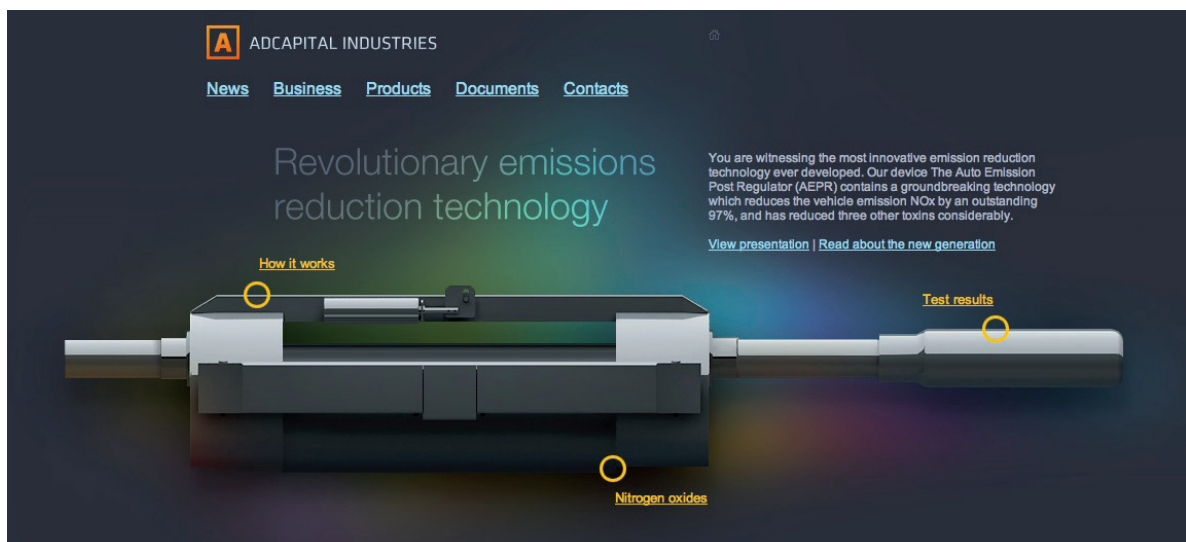 A ADCAPITAL INDUSTRIES
News Business Products Documents Contacts
Revolutionary emissions
reduction technology
You are witnessing the most innovative emission reduction
technology ever developed. Our device The Auto Emission
Post Regulator (AEPR) contains a groundbreaking technology
which reduces the vehicle emission NOx by an outstanding
97%, and has reduced three other toxins considerably.
View presentation | Read about the new generation
How it works
Test results
Nitrogen oxides